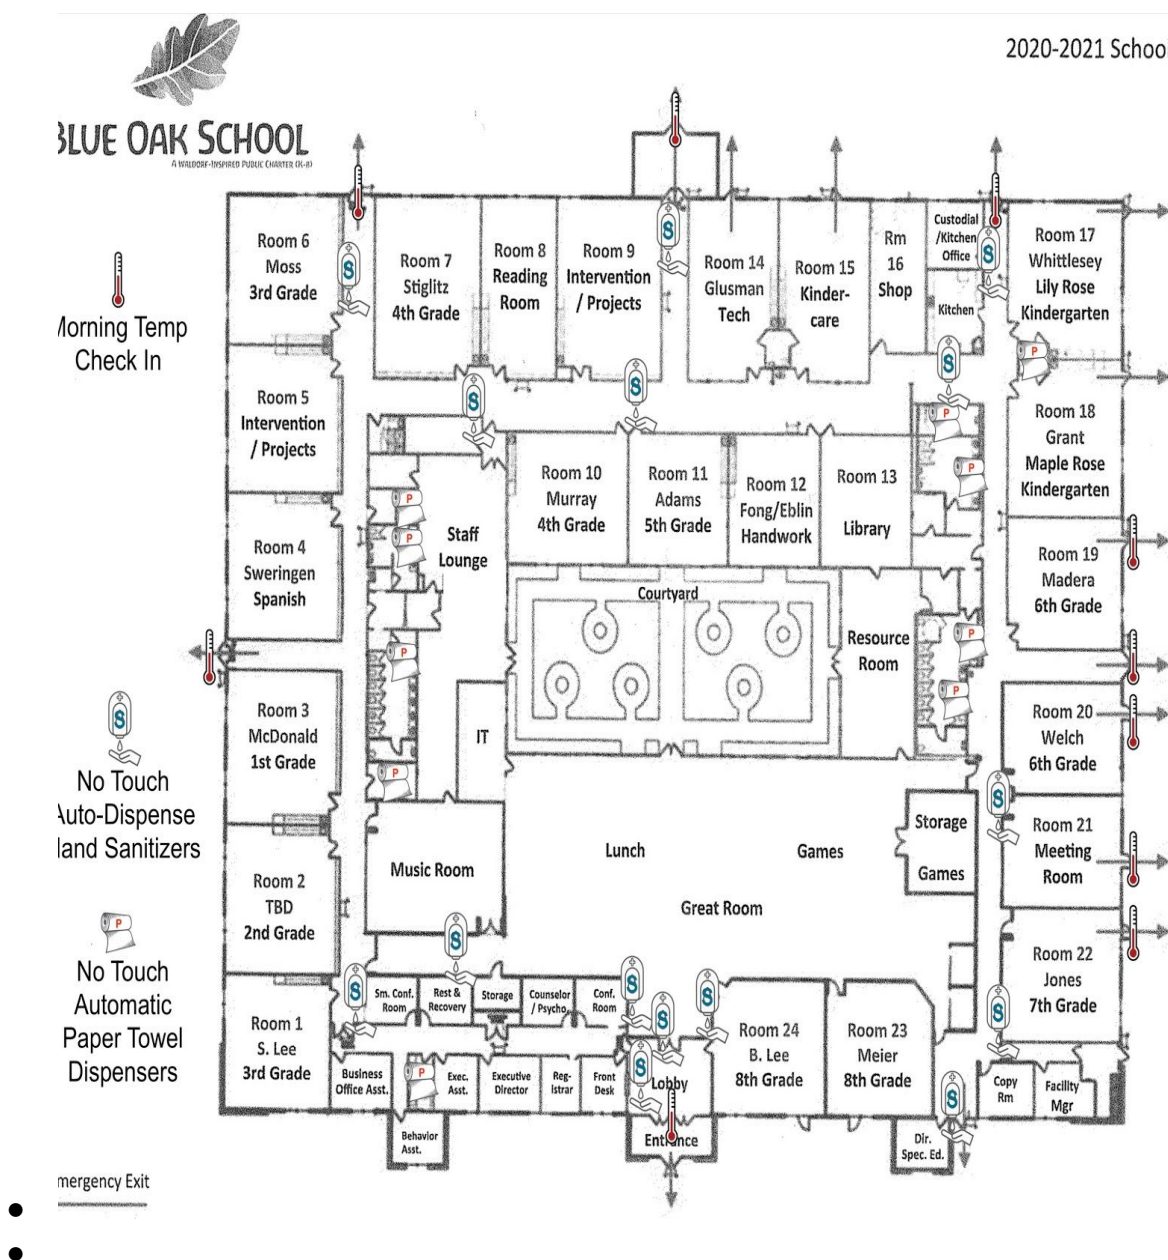 2020-2021 School
BLUE OAK SCHOOL
A WALDORF-INSPIRED PUBLIC CHARTER (K-8)
Morning Temp
Check In
No Touch
Auto-Dispense
Hand Sanitizers
P
No Touch
Automatic
Paper Towel
Dispensers
mergency Exit
Room 6
Moss
3rd Grade
Room 7
Stiglitz
4th Grade
Room 8
Reading
Room
Room 9
Intervention
/ Projects
Room 14
Glusman
Tech
Room 15
Kinder-
care
Rm
16
Shop
Custodial
/Kitchen
Office
Kitchen
Room 17
Whittlesey
Lily Rose
Kindergarten
Room 5
Intervention
/ Projects
Room 18
Grant
Maple Rose
Kindergarten
Room 10
Murray
4th Grade
Room 11
Adams
5th Grade
Room 12
Fong/Eblin
Handwork
Room 13
Library
Staff
Lounge
Room 4
Sweringen
Spanish
Room 19
Madera
6th Grade
Courtyard
Resource
Room
Room 3
McDonald
1st Grade
IT
Room 20
Welch
6th Grade
Storage
Games
Room 21
Meeting
Room
Music Room
Lunch
Games
Great Room
Room 2
TBD
2nd Grade
Room 22
Jones
7th Grade
Sm. Conf.
Room
Rest &
Recovery
Storage
Counselor
/ Psycho.
Conf.
Room
Room 1
S. Lee
3rd Grade
Business
Office Asst.
Exec.
Asst.
Executive
Director
Reg-
istrar
Front
Desk
Lobby
Entrance
Room 24
B. Lee
8th Grade
Room 23
Meier
8th Grade
Copy
Rm
Facility
Mgr
Behavior
Asst.
Dir.
Spec. Ed.